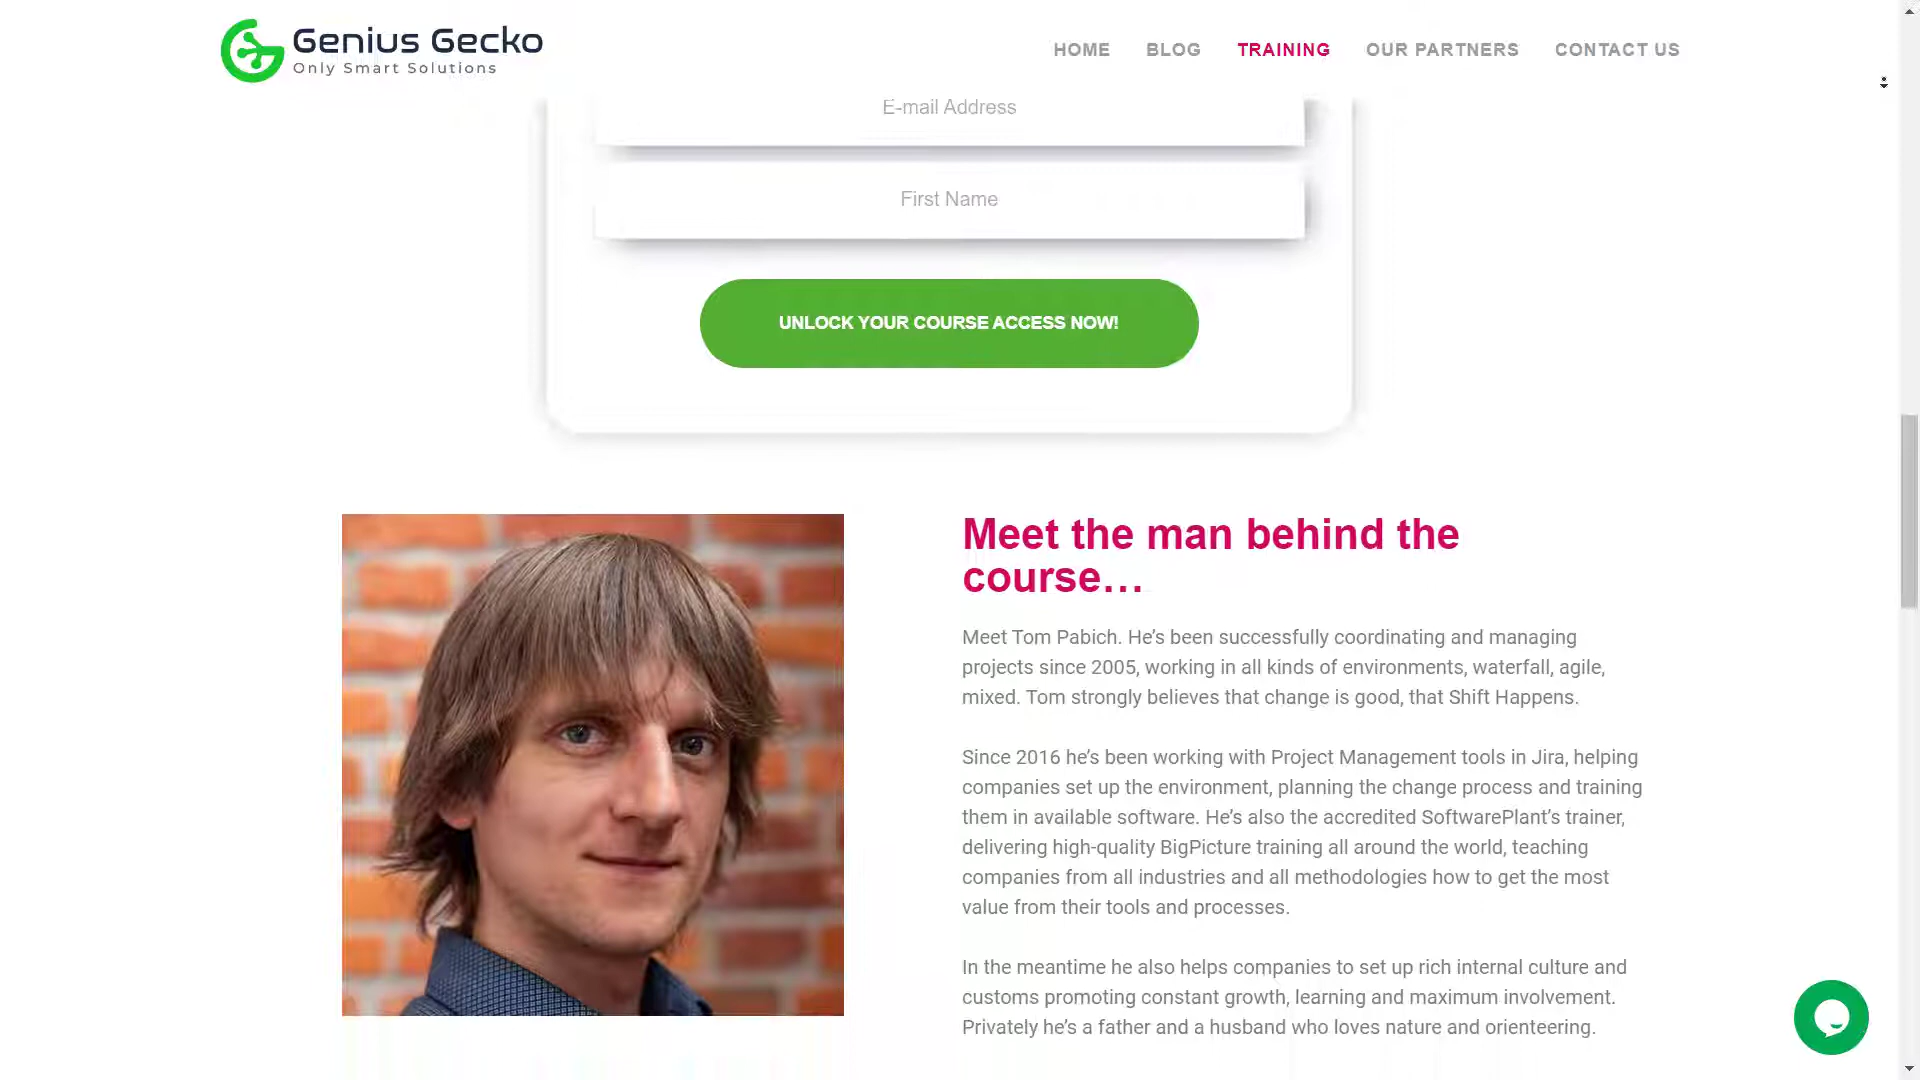 Genius Gecko
Only Smart Solutions
HOME
BLOG
TRAINING
OUR PARTNERS
CONTACT US
E-mail Address
First Name
UNLOCK YOUR COURSE ACCESS NOW!
Meet the man behind the
course…
Meet Tom Pabich. He’s been successfully coordinating and managing
projects since 2005, working in all kinds of environments, waterfall, agile,
mixed. Tom strongly believes that change is good, that Shift Happens.
Since 2016 he’s been working with Project Management tools in Jira, helping
companies set up the environment, planning the change process and training
them in available software. He’s also the accredited SoftwarePlant’s trainer,
delivering high-quality BigPicture training all around the world, teaching
companies from all industries and all methodologies how to get the most
value from their tools and processes.
In the meantime he also helps companies to set up rich internal culture and
customs promoting constant growth, learning and maximum involvement.
Privately he’s a father and a husband who loves nature and orienteering.